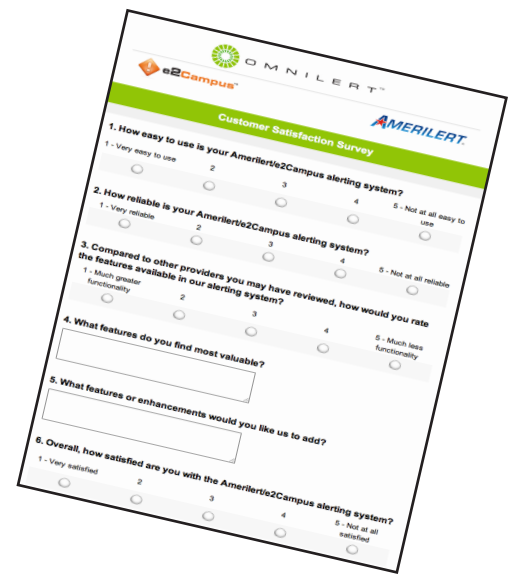 OMNILERT™
e2Campus™
AMERILERT.
Customer Satisfaction Survey
1. How easy to use is your Amerilert/e2Campus alerting system?
1 - Very easy to use 2 3 4 5 - Not at all easy to
use
2. How reliable is your Amerilert/e2Campus alerting system?
1 - Very reliable 2 3 4 5 - Not at all reliable
3. Compared to other providers you may have reviewed, how would you rate
the features available in our alerting system?
1 - Much greater
functionality 2 3 4 5 - Much less
functionality
4. What features do you find most valuable?
5. What features or enhancements would you like us to add?
6. Overall, how satisfied are you with the Amerilert/e2Campus alerting system?
1 - Very satisfied 2 3 4 5 - Not at all
satisfied